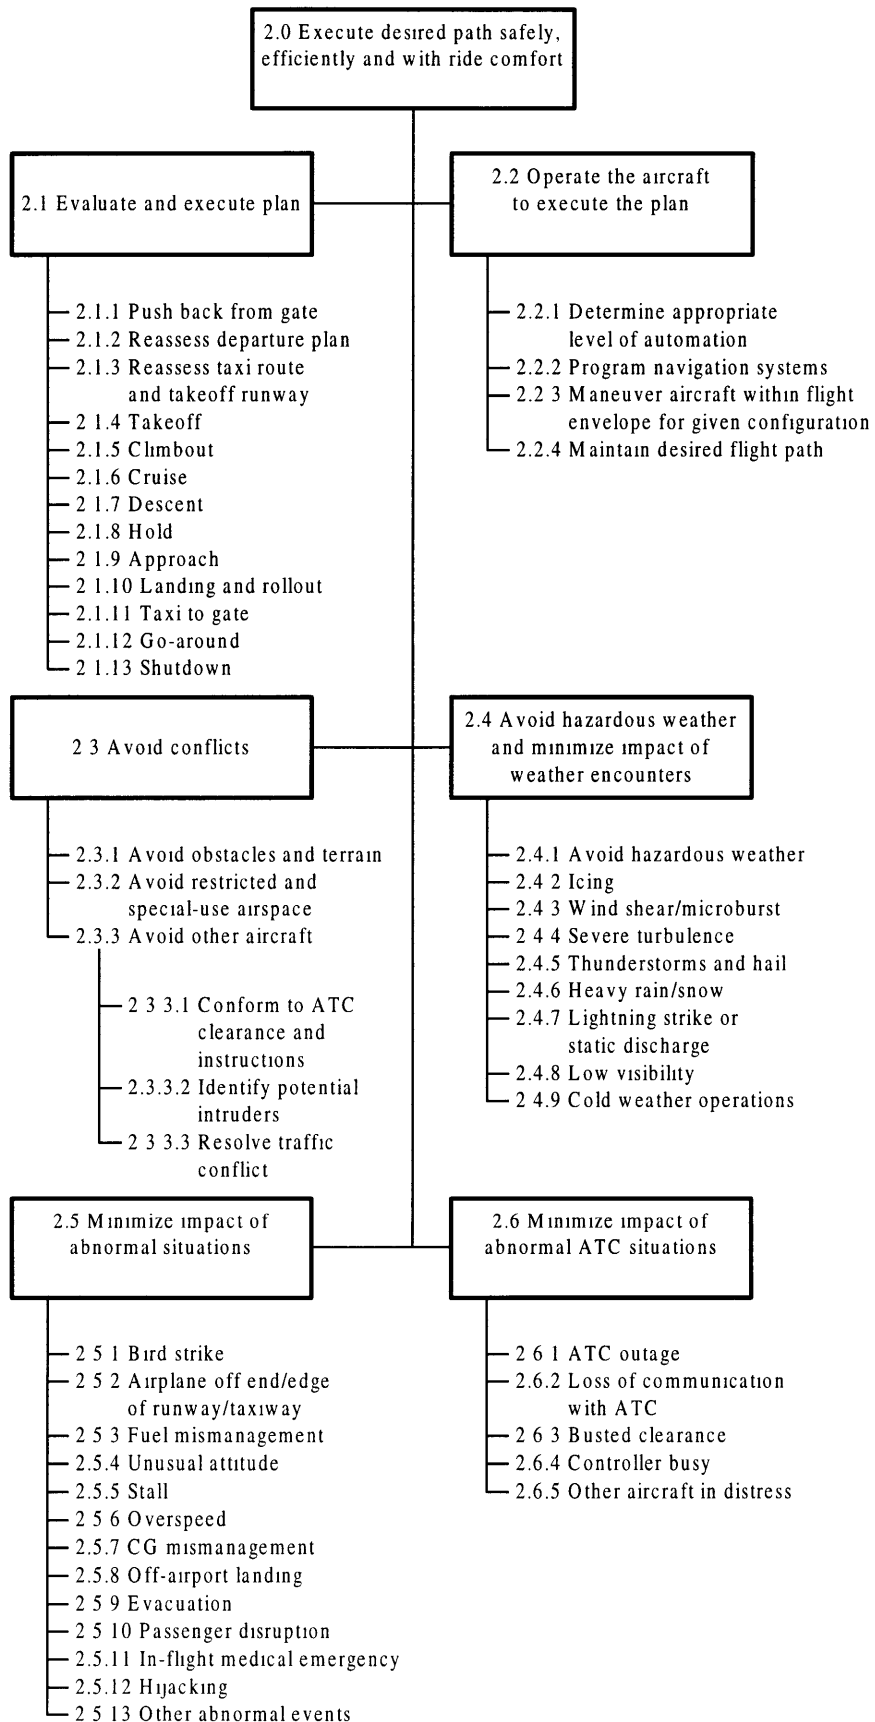 2.0 Execute desired path safely,
efficiently and with ride comfort
2.1 Evaluate and execute plan
2.2 Operate the aircraft
to execute the plan
2.1.1 Push back from gate
2.1.2 Reassess departure plan
2.1.3 Reassess taxi route
and takeoff runway
2 1.4 Takeoff
2.1.5 Climbout
2.1.6 Cruise
2 1.7 Descent
2.1.8 Hold
2 1.9 Approach
2 1.10 Landing and rollout
2.1.11 Taxi to gate
2.1.12 Go-around
2 1.13 Shutdown
2.2.1 Determine appropriate
level of automation
2.2.2 Program navigation systems
2.2 3 Maneuver aircraft within flight
envelope for given configuration
2.2.4 Maintain desired flight path
2 3 Avoid conflicts
2.4 Avoid hazardous weather
and minimize impact of
weather encounters
2.3.1 Avoid obstacles and terrain
2.3.2 Avoid restricted and
special-use airspace
2.3.3 Avoid other aircraft
2 3 3.1 Conform to ATC
clearance and
instructions
2.3.3.2 Identify potential
intruders
2 3 3.3 Resolve traffic
conflict
2.4.1 Avoid hazardous weather
2.4 2 Icing
2.4 3 Wind shear/microburst
2 4 4 Severe turbulence
2.4.5 Thunderstorms and hail
2.4.6 Heavy rain/snow
2.4.7 Lightning strike or
static discharge
2.4.8 Low visibility
2 4.9 Cold weather operations
2.5 Minimize impact of
abnormal situations
2.6 Minimize impact of
abnormal ATC situations
2 5 1 Bird strike
2 5 2 Airplane off end/edge
of runway/taxiway
2 5 3 Fuel mismanagement
2.5.4 Unusual attitude
2.5.5 Stall
2 5 6 Overspeed
2.5.7 CG mismanagement
2.5.8 Off-airport landing
2 5 9 Evacuation
2 5 10 Passenger disruption
2.5.11 In-flight medical emergency
2.5.12 Hijacking
2 5 13 Other abnormal events
2 6 1 ATC outage
2.6.2 Loss of communication
with ATC
2 6 3 Busted clearance
2.6.4 Controller busy
2.6.5 Other aircraft in distress